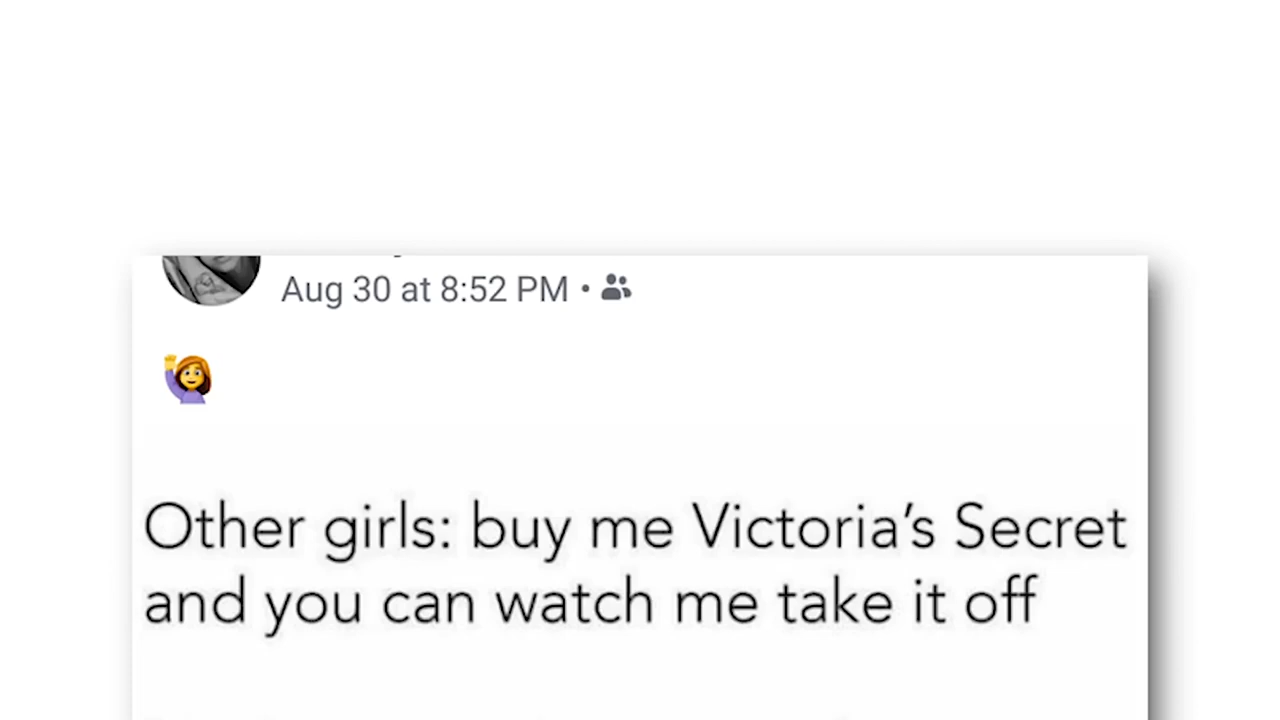 Aug 30 at 8:52 PM •
Other girls: buy me Victoria’s Secret
and you can watch me take it off